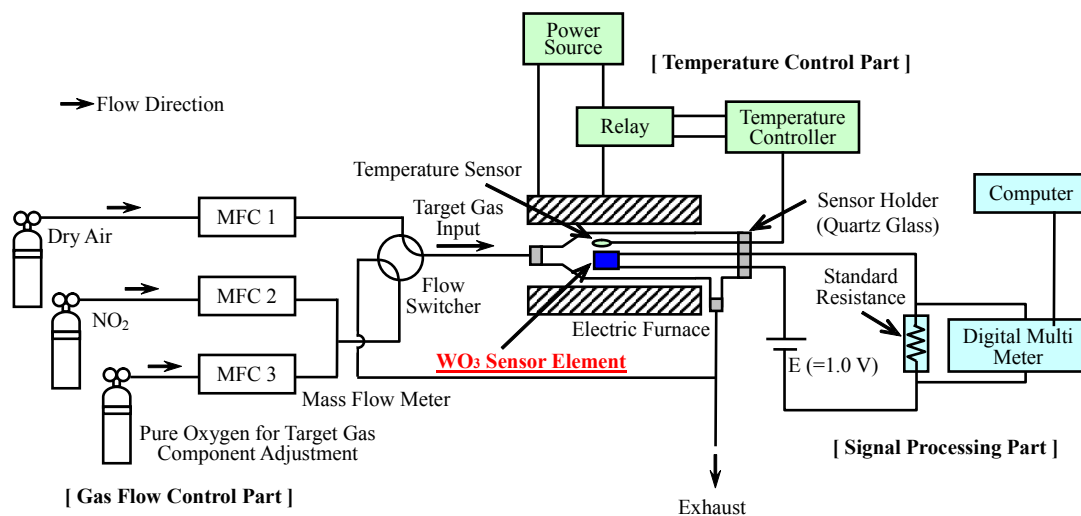 Power
Source
[ Temperature Control Part ]
Flow Direction
Relay
Temperature
Controller
Temperature Sensor
Computer
MFC 1
Target Gas
Input
Sensor Holder
(Quartz Glass)
Dry Air
MFC 2
Flow
Switcher
Standard
Resistance
NO₂
Electric Furnace
Digital Multi
Meter
WO₃ Sensor Element
E (=1.0 V)
MFC 3
Mass Flow Meter
Pure Oxygen for Target Gas
Component Adjustment
[ Signal Processing Part ]
[ Gas Flow Control Part ]
Exhaust